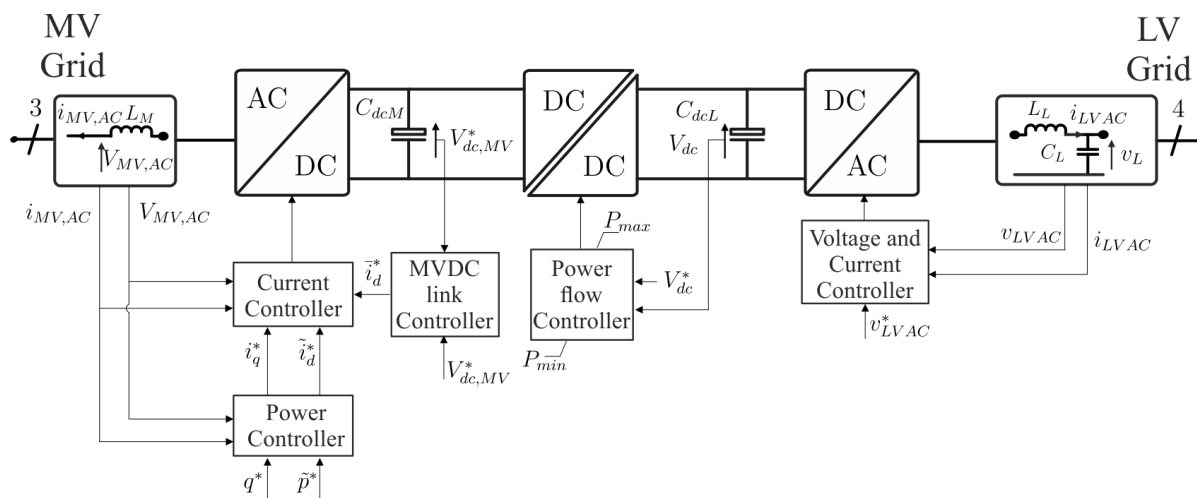 MV
Grid
LV
Grid
3
i_{MV,AC} L_M
V_{MV,AC}
AC
DC
C_{dcM}
V^*_{dc,MV}
DC
DC
C_{dcL}
V_{dc}
DC
AC
L_L
i_{LVAC}
C_L
v_L
4
i_{MV,AC}
V_{MV,AC}
v_{LVAC}
i_{LVAC}
Current
Controller
\bar{i}^*_d
MVDC
link
Controller
P_{max}
Power
flow
Controller
V^*_{dc}
P_{min}
Voltage and
Current
Controller
v^*_{LVAC}
i^*_q
\tilde{i}^*_d
V^*_{dc,MV}
Power
Controller
q^*
\tilde{p}^*